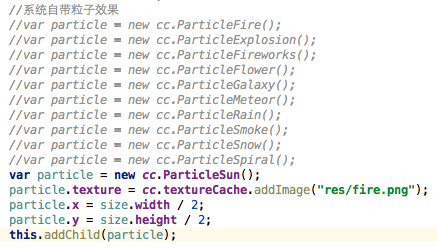 //系统自带粒子效果
//var particle = new cc.ParticleFire();
//var particle = new cc.ParticleExplosion();
//var particle = new cc.ParticleFireworks();
//var particle = new cc.ParticleFlower();
//var particle = new cc.ParticleGalaxy();
//var particle = new cc.ParticleMeteor();
//var particle = new cc.ParticleRain();
//var particle = new cc.ParticleSmoke();
//var particle = new cc.ParticleSnow();
//var particle = new cc.ParticleSpiral();
var particle = new cc.ParticleSun();
particle.texture = cc.textureCache.addImage("res/fire.png");
particle.x = size.width / 2;
particle.y = size.height / 2;
this.addChild(particle);